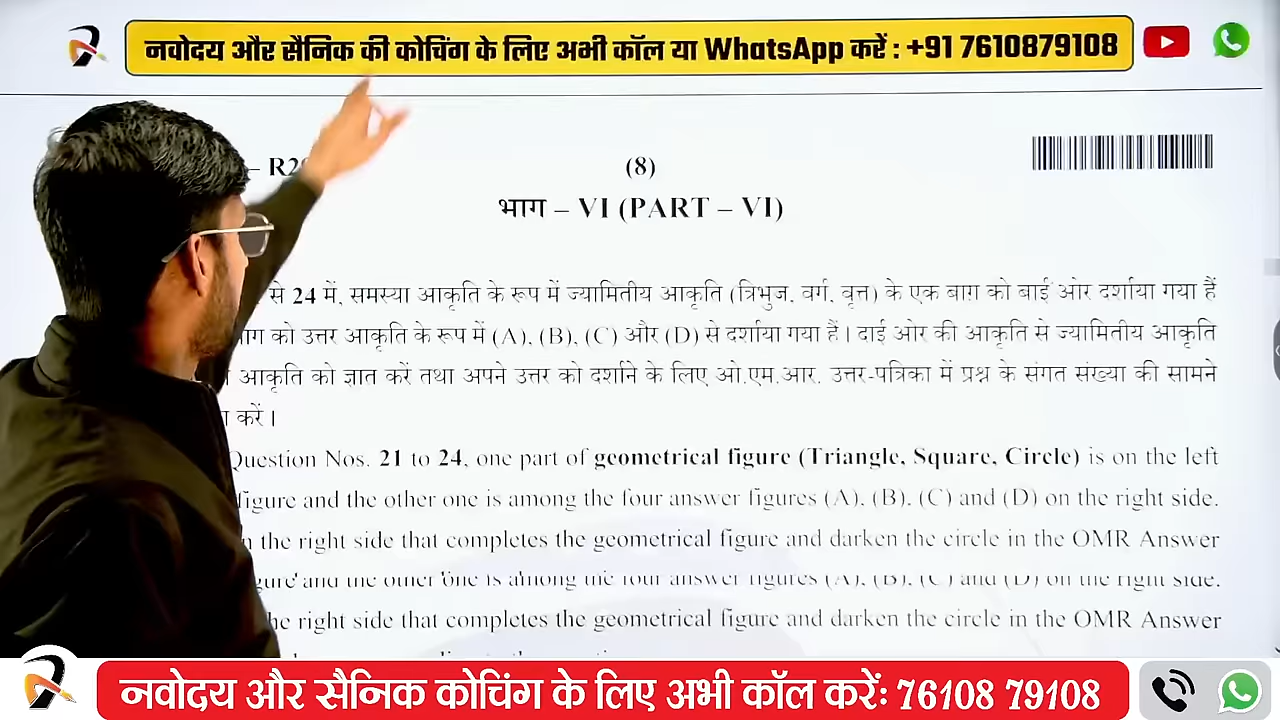 नवोदय और सैनिक की कोचिंग के लिए अभी कॉल या WhatsApp करें : +91 7610879108
(8)
भाग – VI (PART – VI)
से 24 में, समस्या आकृति के रूप में ज्यामितीय आकृति (त्रिभुज, वर्ग, वृत्त) के एक बाग़ को बाईं ओर दर्शाया गया हैं
को उत्तर आकृति के रूप में (A), (B), (C) और (D) से दर्शाया गया हैं। दाईं ओर की आकृति से ज्यामितीय आकृति
आकृति को ज्ञात करें तथा अपने उत्तर को दर्शाने के लिए ओ.एम.आर. उत्तर-पत्रिका में प्रश्न के संगत संख्या की सामने
करें।
Question Nos. 21 to 24, one part of geometrical figure (Triangle, Square, Circle) is on the left
figure and the other one is among the four answer figures (A), (B), (C) and (D) on the right side.
the right side that completes the geometrical figure and darken the circle in the OMR Answer
and the other one is among the four answer figures (A), (B), (C) and (D) on the right side.
right side that completes the geometrical figure and darken the circle in the OMR Answer
नवोदय और सैनिक कोचिंग के लिए अभी कॉल करें: 76108 79108